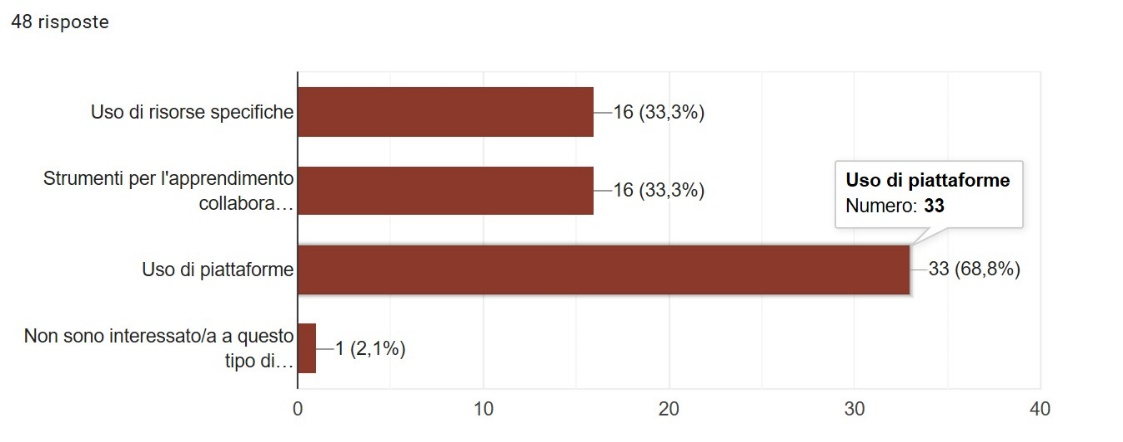 48 risposte
Uso di risorse specifiche
16 (33,3%)
Strumenti per l'apprendimento
collabora…
16 (33,3%)
Uso di piattaforme
Numero: 33
Uso di piattaforme
33 (68,8%)
Non sono interessato/a a questo
tipo di…
1 (2,1%)
0 10 20 30 40